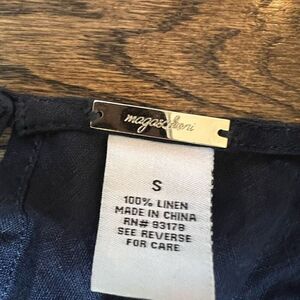 magaschoni
S
100% LINEN
MADE IN CHINA
RN# 93179
SEE REVERSE
FOR CARE